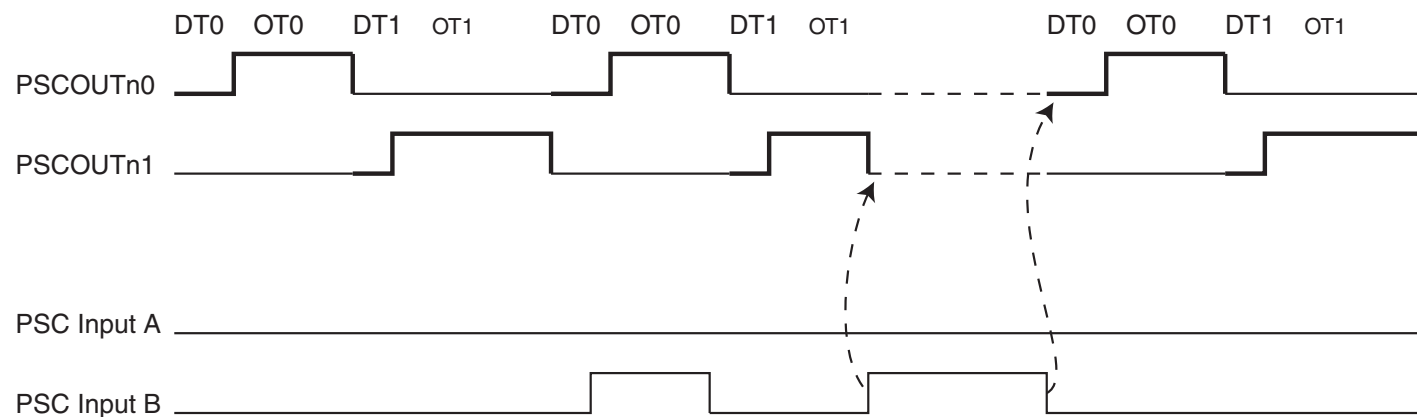 DT0 OT0 DT1 OT1 DT0 OT0 DT1 OT1 DT0 OT0 DT1 OT1
PSCOUTn0
PSCOUTn1
PSC Input A
PSC Input B